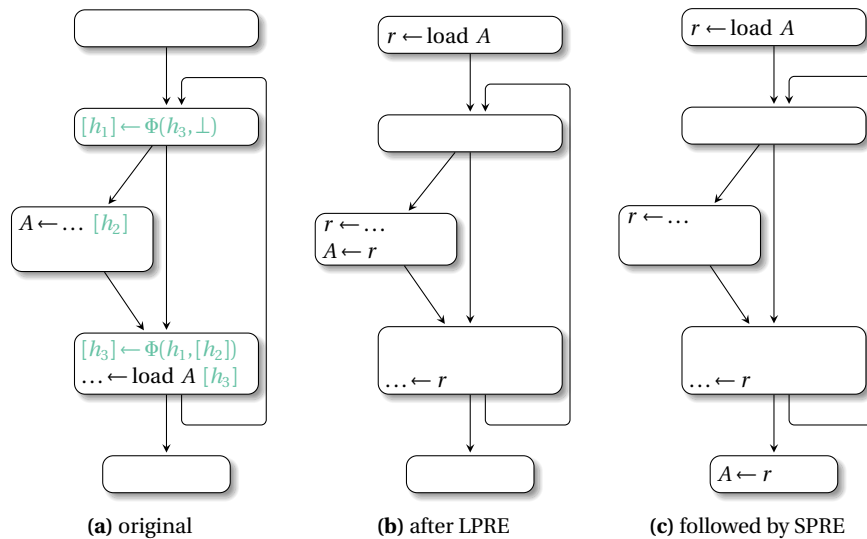 [h₁]←Φ(h₃,⊥)
A←… [h₂]
[h₃]←Φ(h₁,[h₂])
…←load A [h₃]
(a) original
r←load A
r←…
A←r
…←r
(b) after LPRE
r←load A
r←…
…←r
A←r
(c) followed by SPRE